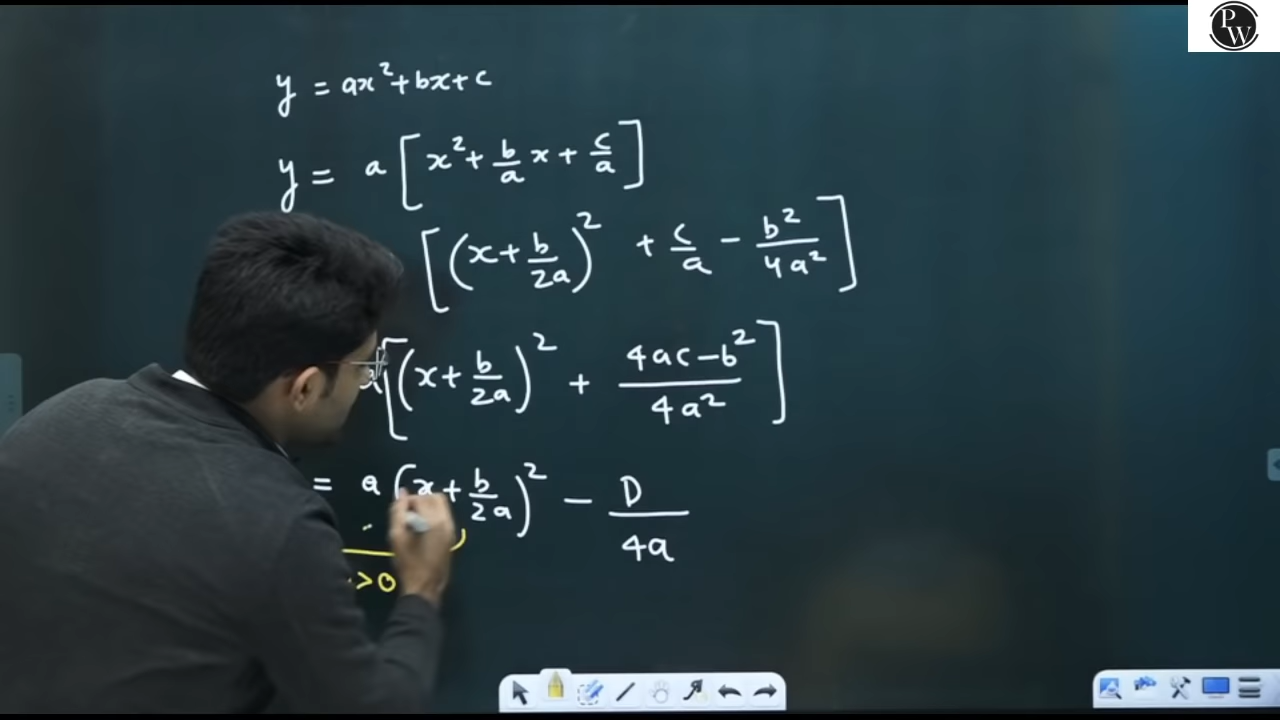 PW
y = ax²+bx+c
y = a [x²+ b/a x + c/a]
[(x+ b/2a)² + c/a - b²/4a²]
a[(x+ b/2a)² + 4ac-b²/4a²]
= a (x+ b/2a)² - D/4a
>0